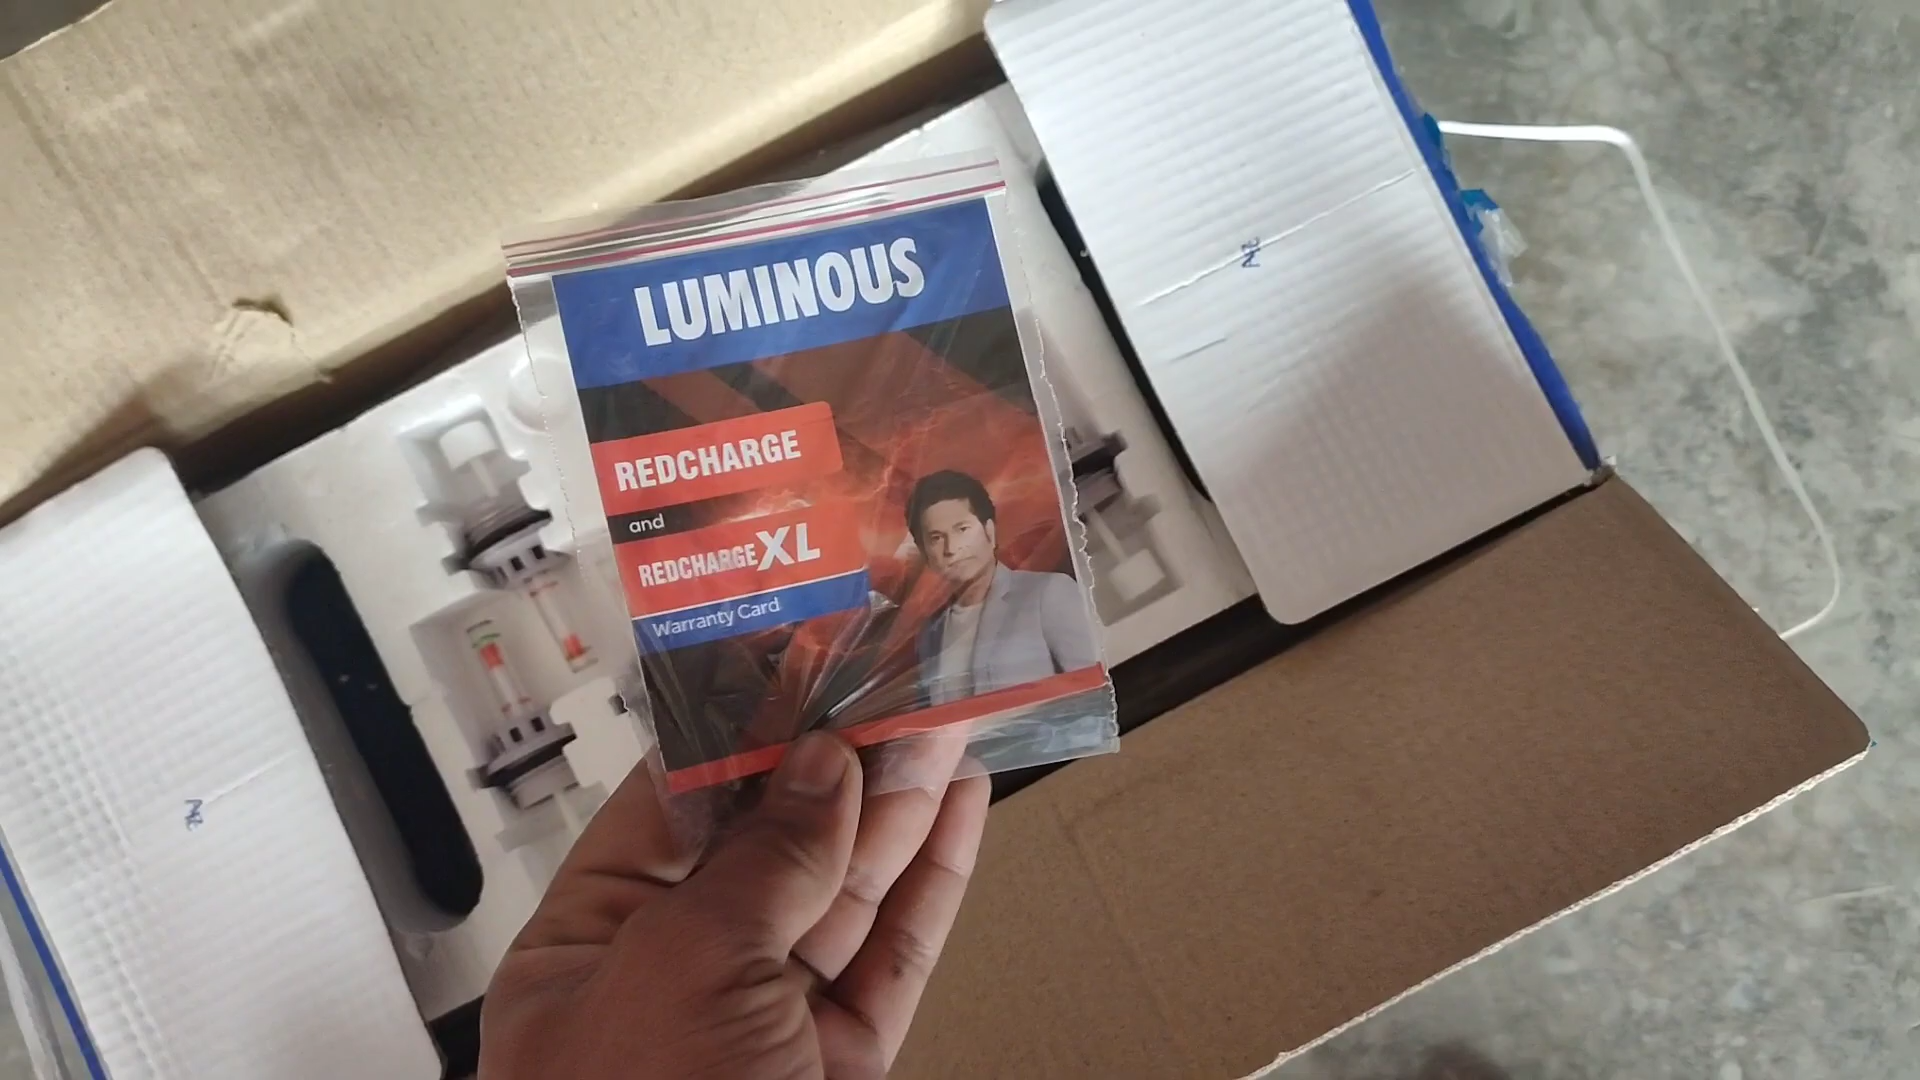 LUMINOUS
REDCHARGE
and
REDCHARGE XL
Warranty Card